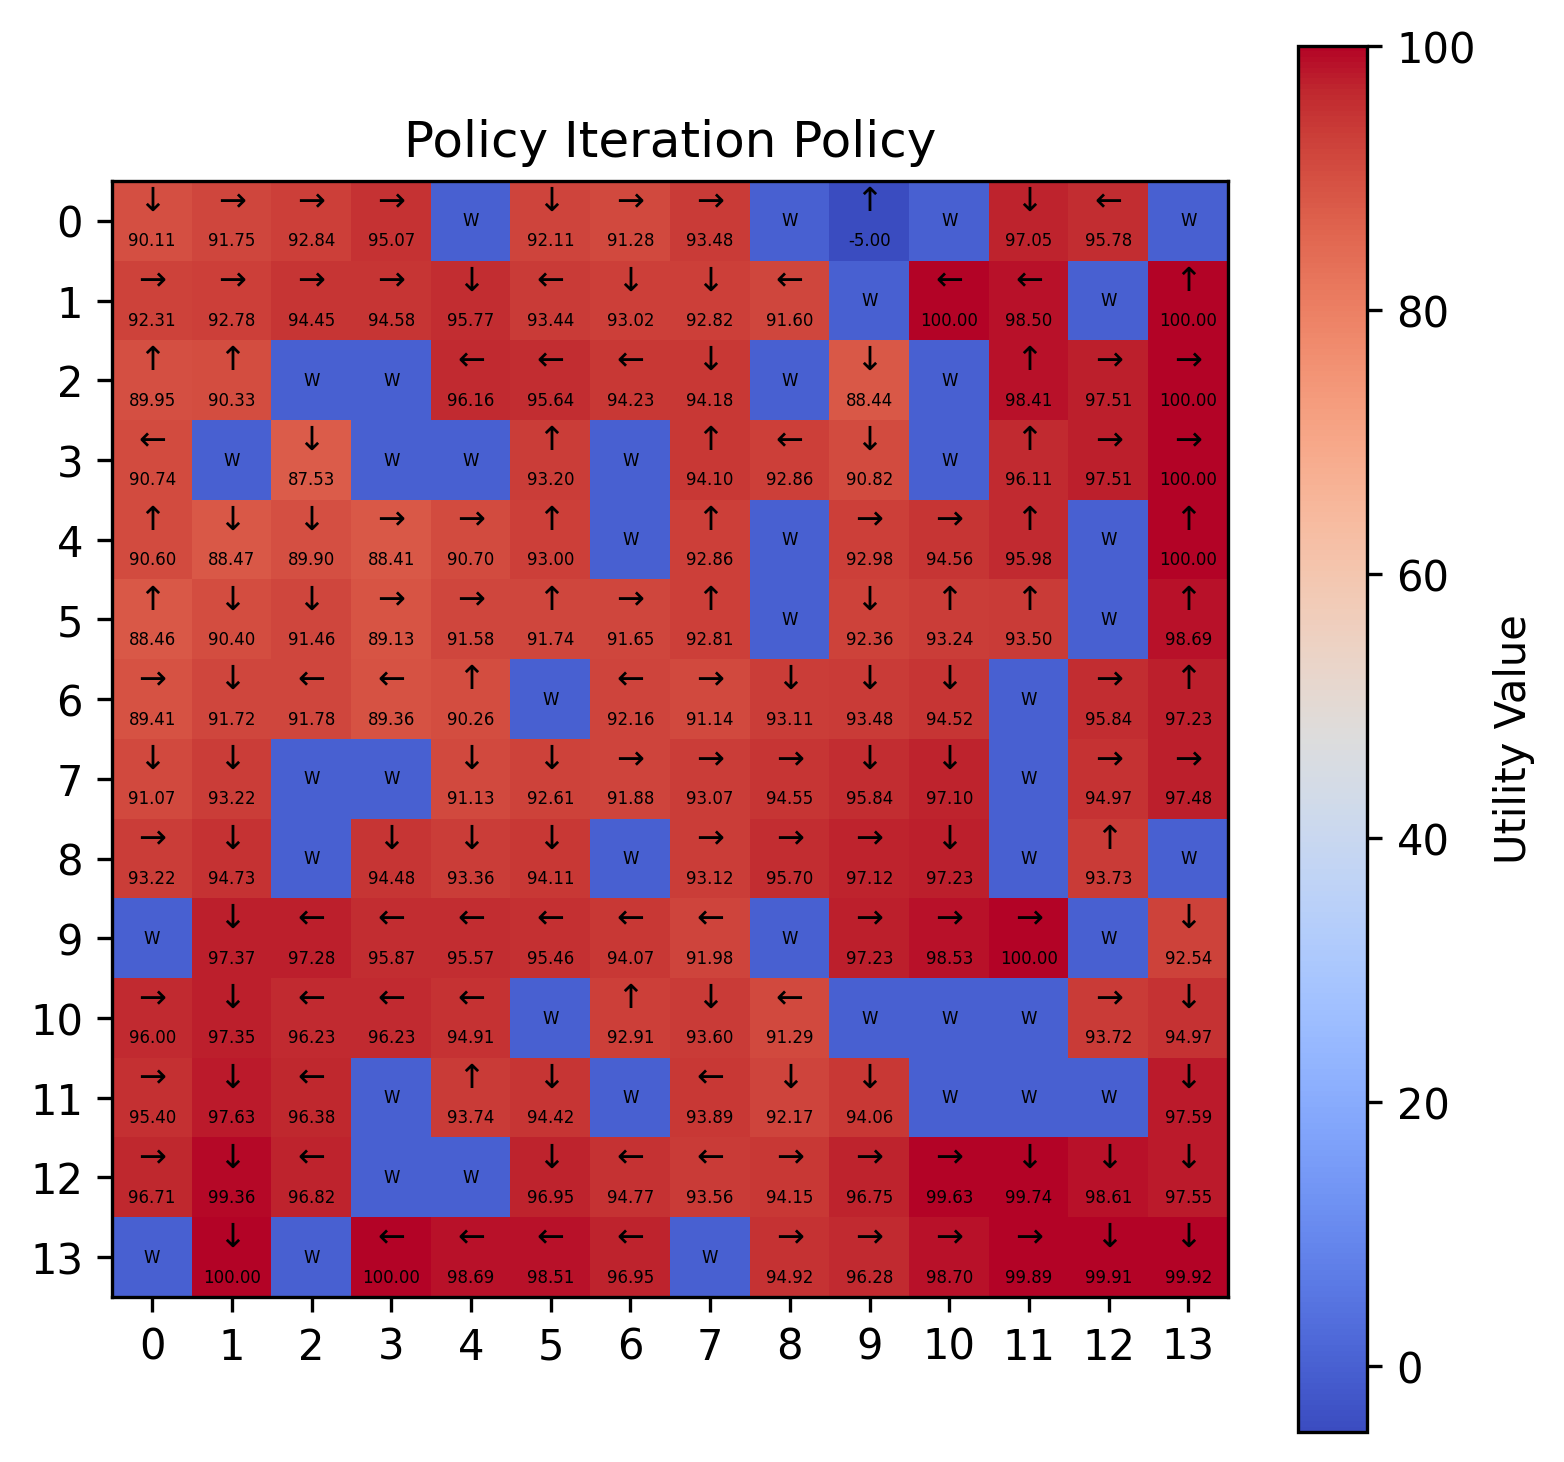 Policy Iteration Policy
0 ↓ → → → W ↓ → → W ↑ W ↓ ← W
90.11 91.75 92.84 95.07 92.11 91.28 93.48 -5.00 97.05 95.78
1 → → → → ↓ ← ↓ ↓ ← W ← ← W ↑
92.31 92.78 94.45 94.58 95.77 93.44 93.02 92.82 91.60 100.00 98.50 100.00
2 ↑ ↑ W W ← ← ← ↓ W ↓ W ↑ → →
89.95 90.33 96.16 95.64 94.23 94.18 88.44 98.41 97.51 100.00
3 ← W ↓ W W ↑ W ↑ ← ↓ W ↑ → →
90.74 87.53 93.20 94.10 92.86 90.82 96.11 97.51 100.00
4 ↑ ↓ ↓ → → ↑ W ↑ W → → ↑ W ↑
90.60 88.47 89.90 88.41 90.70 93.00 92.86 92.98 94.56 95.98 100.00
5 ↑ ↓ ↓ → → ↑ → ↑ W ↓ ↑ ↑ W ↑
88.46 90.40 91.46 89.13 91.58 91.74 91.65 92.81 92.36 93.24 93.50 98.69
6 → ↓ ← ← ↑ W ← → ↓ ↓ ↓ W → ↑
89.41 91.72 91.78 89.36 90.26 92.16 91.14 93.11 93.48 94.52 95.84 97.23
7 ↓ ↓ W W ↓ ↓ → → → ↓ ↓ W → →
91.07 93.22 91.13 92.61 91.88 93.07 94.55 95.84 97.10 94.97 97.48
8 → ↓ W ↓ ↓ ↓ W → → → ↓ W ↑ W
93.22 94.73 94.48 93.36 94.11 93.12 95.70 97.12 97.23 93.73
9 W ↓ ← ← ← ← ← ← W → → → W ↓
97.37 97.28 95.87 95.57 95.46 94.07 91.98 97.23 98.53 100.00 92.54
10 → ↓ ← ← ← W ↑ ↓ ← W W W → ↓
96.00 97.35 96.23 96.23 94.91 92.91 93.60 91.29 93.72 94.97
11 → ↓ ← W ↑ ↓ W ← ↓ ↓ W W W ↓
95.40 97.63 96.38 93.74 94.42 93.89 92.17 94.06 97.59
12 → ↓ ← W W ↓ ← ← → → → ↓ ↓ ↓
96.71 99.36 96.82 96.95 94.77 93.56 94.15 96.75 99.63 99.74 98.61 97.55
13 W ↓ W ← ← ← ← W → → → → ↓ ↓
100.00 100.00 98.69 98.51 96.95 94.92 96.28 98.70 99.89 99.91 99.92
0 1 2 3 4 5 6 7 8 9 10 11 12 13
100
80
60
40
20
0
Utility Value